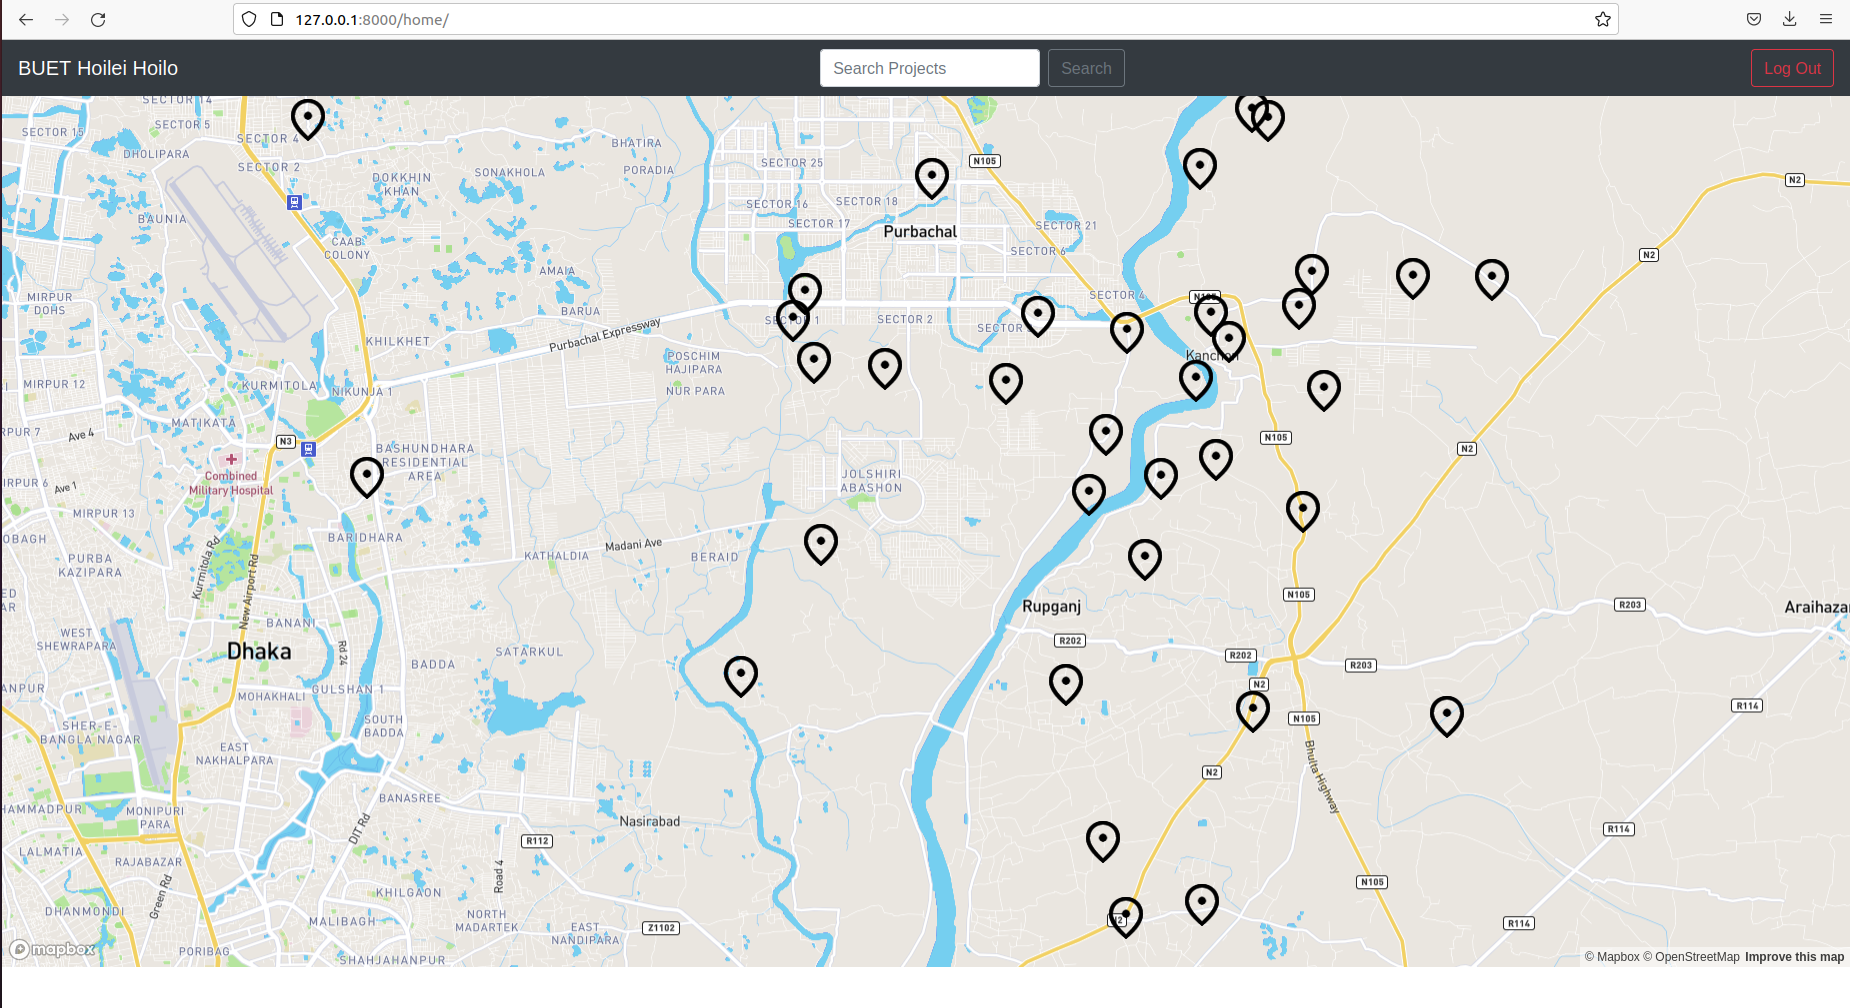 127.0.0.1:8000/home/
BUET Hoilei Hoilo
Search Projects
Search
Log Out
SECTOR 14
SECTOR 15
SECTOR 5
SECTOR 4
DHOLIPARA
SECTOR 2
BHATIRA
SONAKHOLA
PORADIA
DOKKHIN
KHAN
SECTOR 25
N105
N2
BAUNIA
SECTOR 16
SECTOR 18
SECTOR 17
SECTOR 21
Purbachal
CAAB
COLONY
SECTOR 6
N2
AMAIA
MIRPUR
DOHS
BARUA
SECTOR 4
N105
SECTOR 1
SECTOR 2
KHILKHET
Purbachal Expressway
POSCHIM
HAJIPARA
Kanchon
MIRPUR 12
KURMITOLA
NIKUNJA 1
NUR PARA
MATIKATA
RPUR 7
Ave 4
N3
N105
N2
BASHUNDHARA
RESIDENTIAL
AREA
Combined
Military Hospital
JOLSHIRI
ABASHON
IRPUR 6
Ave 1
MIRPUR 13
OBAGH
BARIDHARA
Madani Ave
KATHALDIA
BERAID
PURBA
KAZIPARA
Kurmitola Rd
New Airport Rd
N105
ED
AR
Rupganj
R203
Araihazar
BANANI
WEST
SHEWRAPARA
Rd 24
R202
Dhaka
SATARKUL
BADDA
R202
R203
ANPUR
MOHAKHALI
GULSHAN 1
N2
R114
SHER-E-
BANGLA NAGAR
SOUTH
BADDA
N105
EAST
NAKHALPARA
Bhulta Highway
N2
BANASREE
HAMMADPUR
MONIPURI
PARA
Nasirabad
DIT Rd
R112
R114
LALMATIA
RAJABAZAR
Green Rd
Road 4
KHILGAON
N105
DHANMONDI
MALIBAGH
NORTH
MADARTEK
EAST
NANDIPARA
Z1102
R114
PORIBAG
SHAHJAHANPUR
mapbox
© Mapbox © OpenStreetMap Improve this map